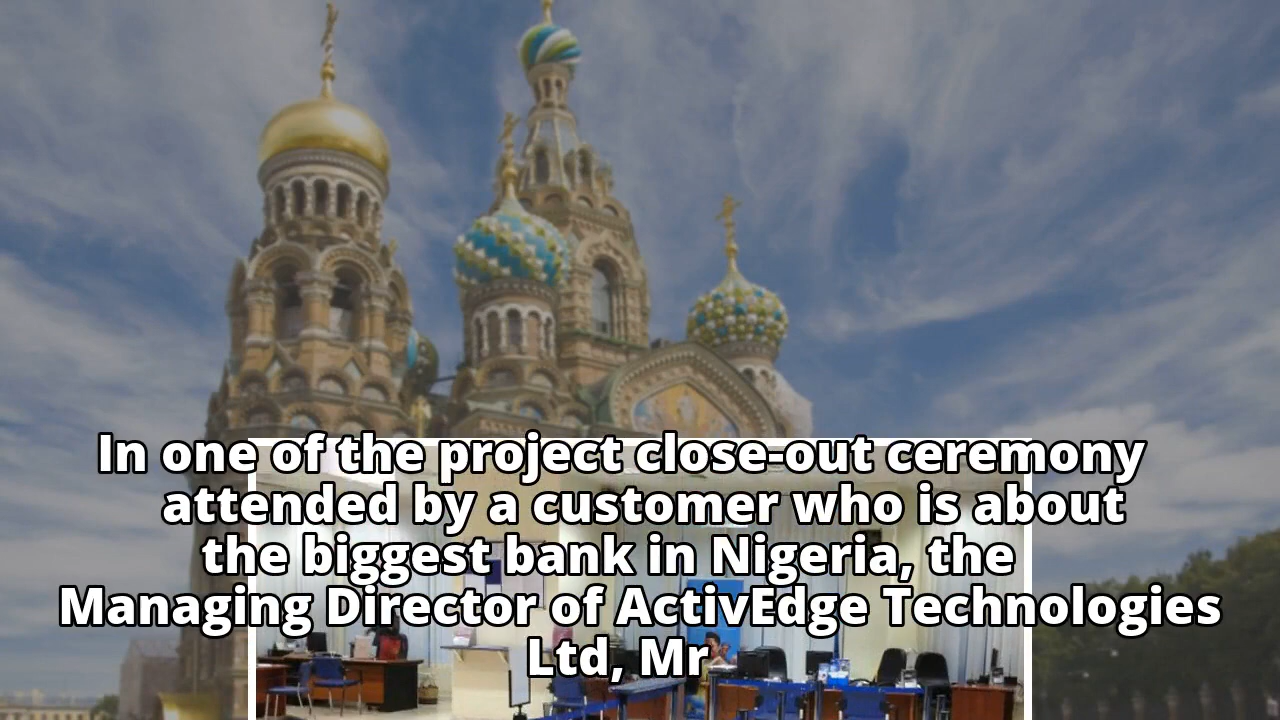 In one of the project close-out ceremony
attended by a customer who is about
the biggest bank in Nigeria, the
Managing Director of ActivEdge Technologies
Ltd, Mr